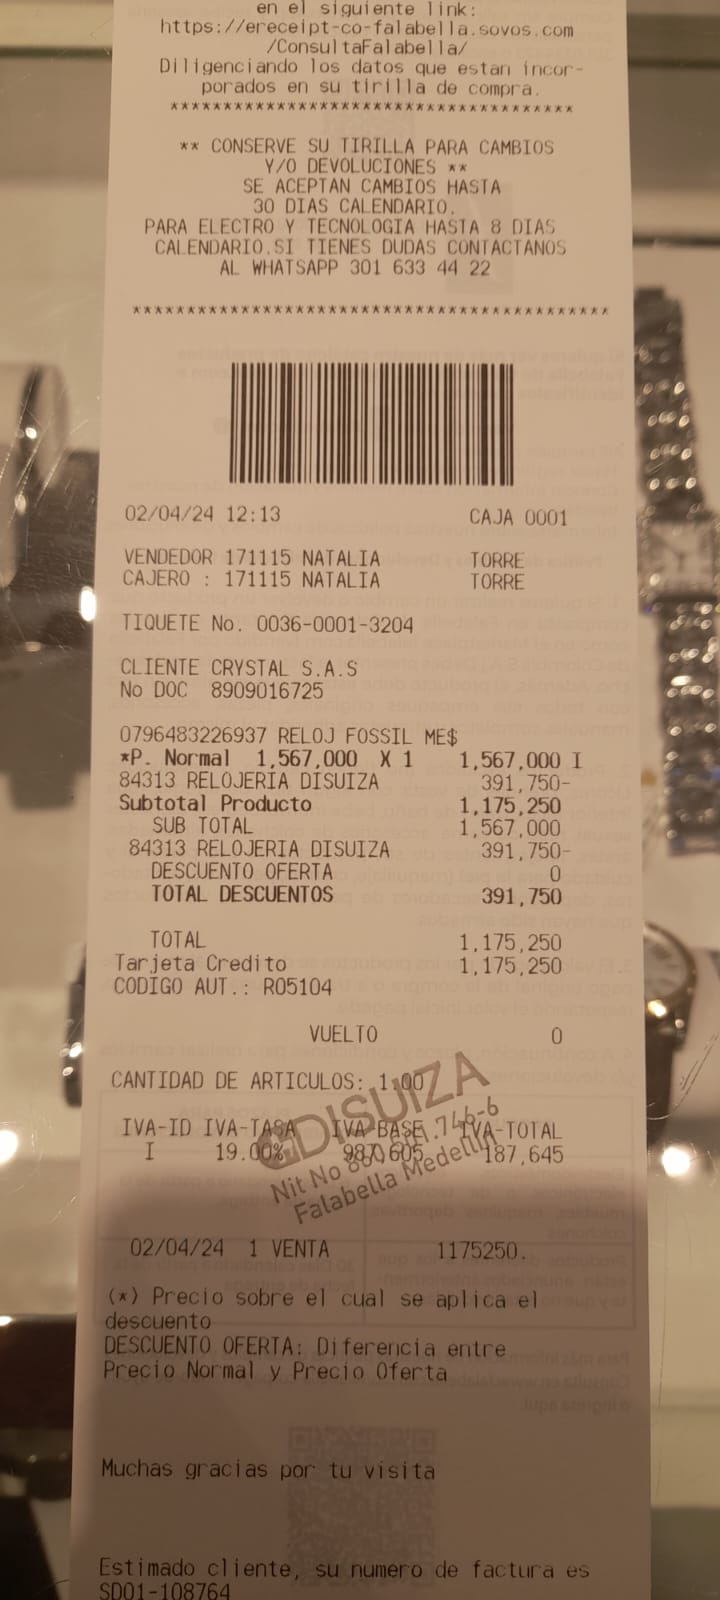 en el siguiente link:
https://ereceipt-co-falabella.sovos.com
/ConsultaFalabella/
Diligenciando los datos que estan incor-
porados en su tirilla de compra.
****************************************
** CONSERVE SU TIRILLA PARA CAMBIOS
Y/O DEVOLUCIONES **
SE ACEPTAN CAMBIOS HASTA
30 DIAS CALENDARIO.
PARA ELECTRO Y TECNOLOGIA HASTA 8 DIAS
CALENDARIO.SI TIENES DUDAS CONTACTANOS
AL WHATSAPP 301 633 44 22
****************************************
02/04/24 12:13 CAJA 0001
VENDEDOR 171115 NATALIA TORRE
CAJERO : 171115 NATALIA TORRE
TIQUETE No. 0036-0001-3204
CLIENTE CRYSTAL S.A.S
No DOC 8909016725
0796483226937 RELOJ FOSSIL ME$
*P. Normal 1,567,000 X 1 1,567,000 I
84313 RELOJERIA DISUIZA 391,750-
Subtotal Producto 1,175,250
SUB TOTAL 1,567,000
84313 RELOJERIA DISUIZA 391,750-
DESCUENTO OFERTA 0
TOTAL DESCUENTOS 391,750
TOTAL 1,175,250
Tarjeta Credito 1,175,250
CODIGO AUT.: R05104
VUELTO 0
CANTIDAD DE ARTICULOS: 1.00
DISUIZA
IVA-ID IVA-TASA IVA-BASE IVA-TOTAL
I 19.00% 987,605 187,645
Nit No
Falabella Medellin
02/04/24 1 VENTA 1175250.
(*) Precio sobre el cual se aplica el
descuento
DESCUENTO OFERTA: Diferencia entre
Precio Normal y Precio Oferta
Muchas gracias por tu visita
Estimado cliente, su numero de factura es
SD01-108764